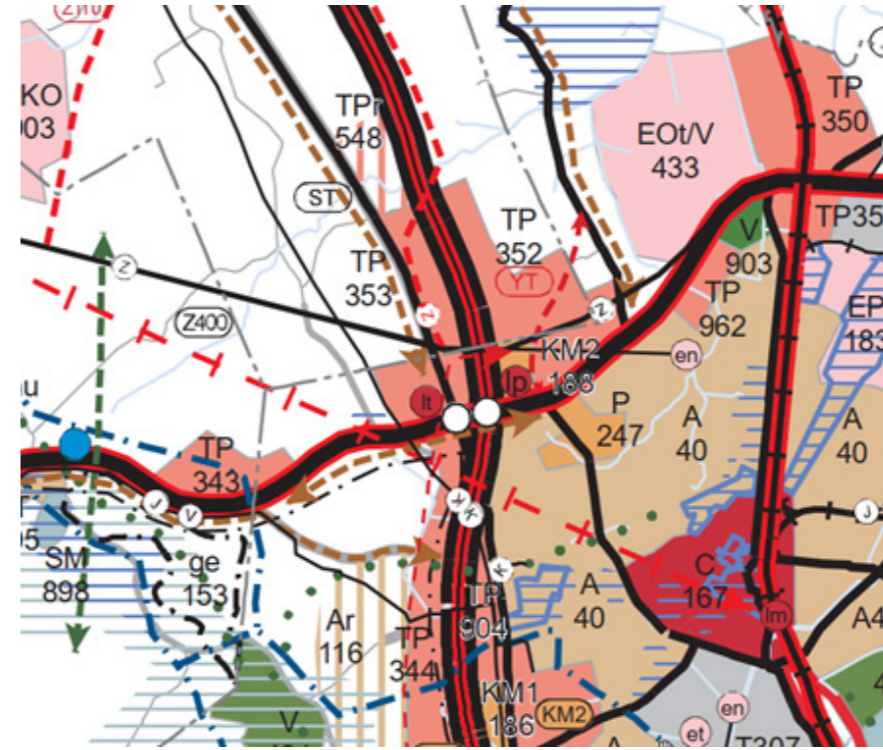 Z110
KO
003
TPr
548
EOt/V
433
TP
350
ST
TP
352
TP
353
YT
V
903
TP35
Z
Z400
Z
Z
TP
962
EP
183
KM2
188
en
lt
lp
P
247
A
40
A
40
TP
343
J
V
K
K
J
SM
898
ge
153
K
A
40
C
167
lm
A4
Ar
116
TP
904
TP
344
KM1
186
KM2
V
en
et
T307
A